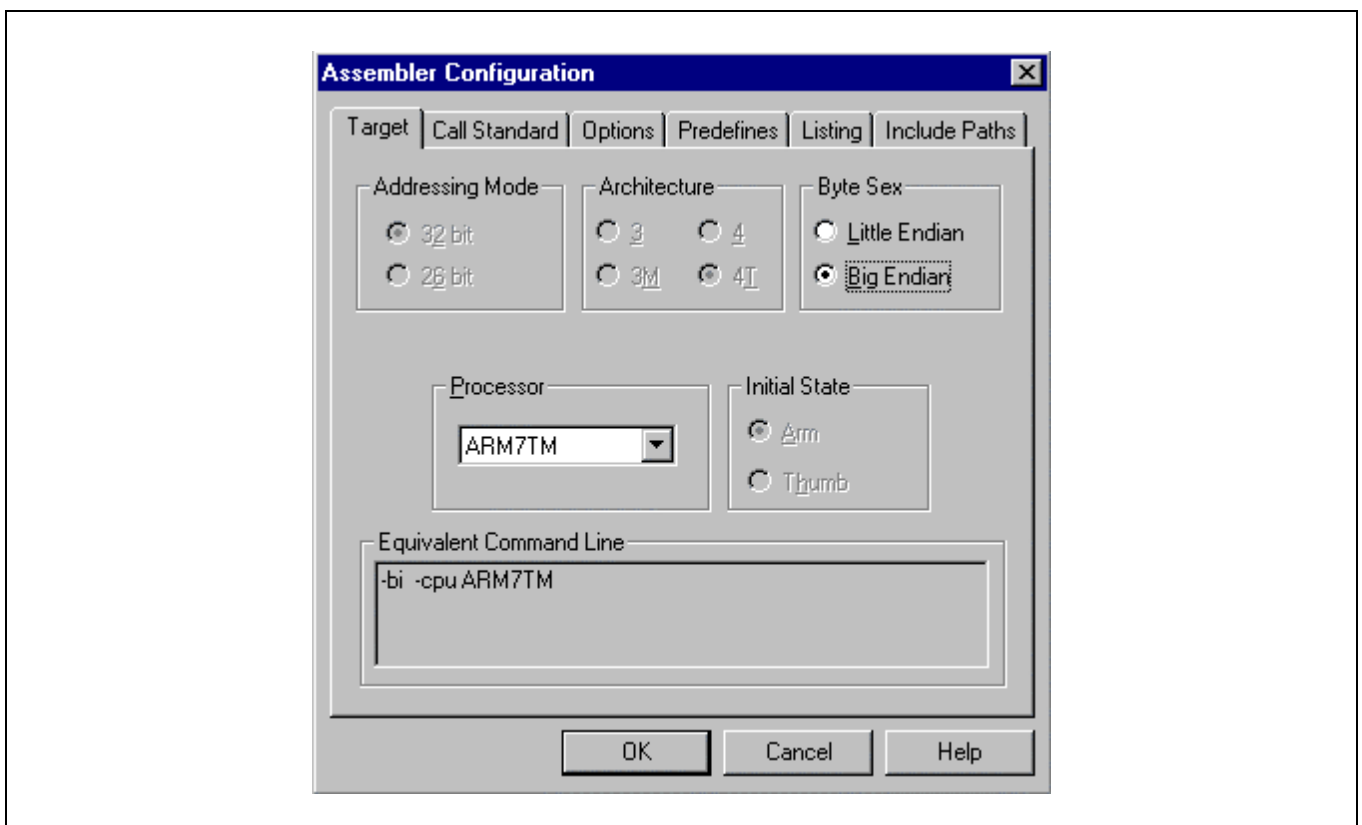 Assembler Configuration
Target Call Standard Options Predefines Listing Include Paths
Addressing Mode Architecture Byte Sex
32 bit 3 4 Little Endian
26 bit 3M 4T Big Endian
Processor Initial State
ARM7TM Arm
Thumb
Equivalent Command Line
-bi -cpu ARM7TM
OK Cancel Help